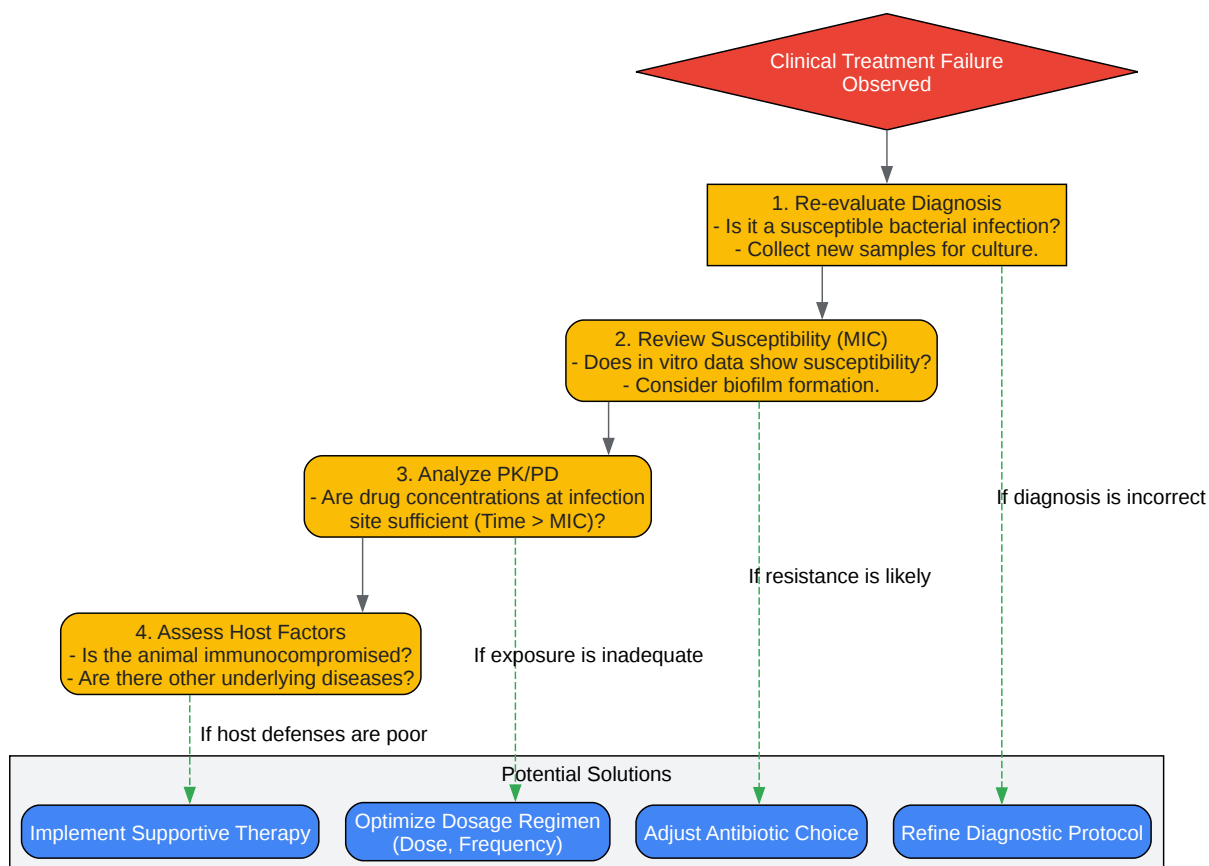 Clinical Treatment Failure
Observed
1. Re-evaluate Diagnosis
- Is it a susceptible bacterial infection?
- Collect new samples for culture.
2. Review Susceptibility (MIC)
- Does in vitro data show susceptibility?
- Consider biofilm formation.
3. Analyze PK/PD
- Are drug concentrations at infection
site sufficient (Time > MIC)?
If diagnosis is incorrect
If resistance is likely
4. Assess Host Factors
- Is the animal immunocompromised?
- Are there other underlying diseases?
If exposure is inadequate
If host defenses are poor
Potential Solutions
Implement Supportive Therapy
Optimize Dosage Regimen
(Dose, Frequency)
Adjust Antibiotic Choice
Refine Diagnostic Protocol